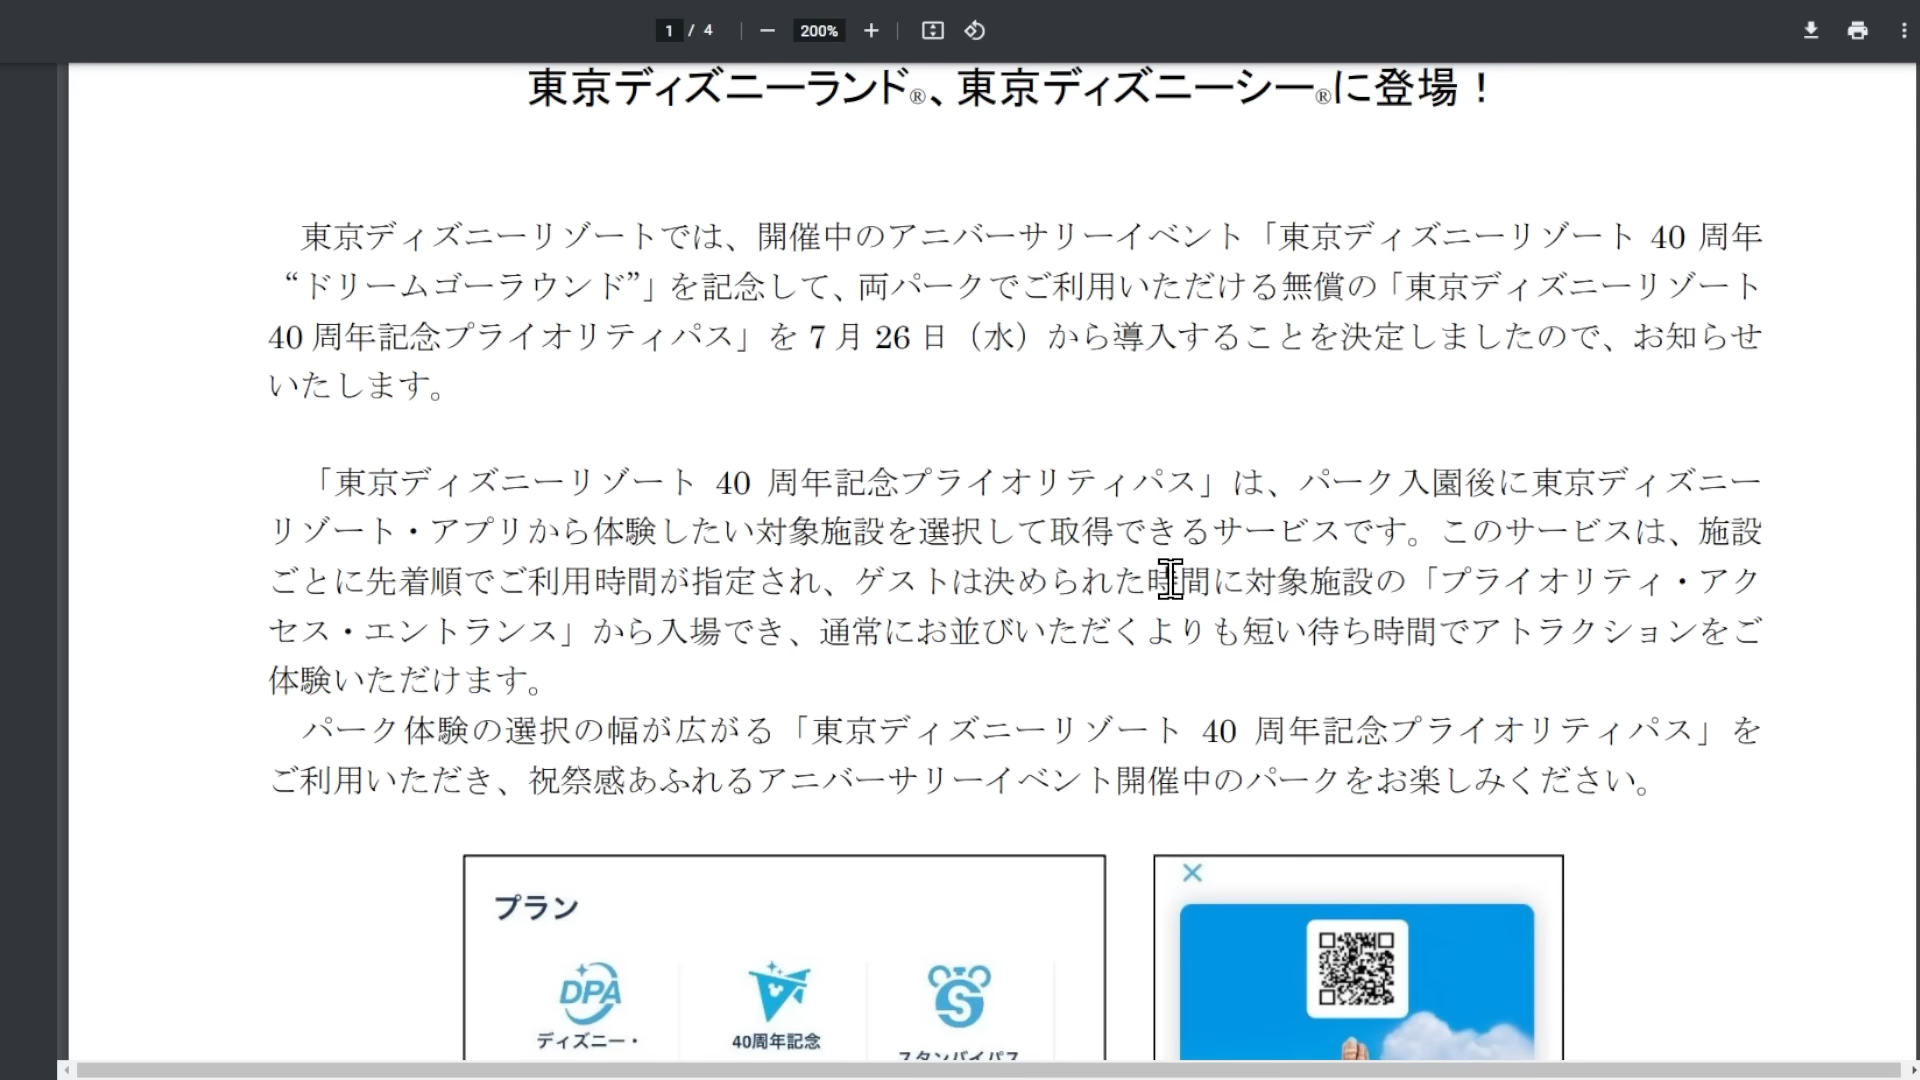 1 / 4 200%
東京ディズニーランド®、東京ディズニーシー®に登場！
東京ディズニーリゾートでは、開催中のアニバーサリーイベント「東京ディズニーリゾート 40 周年
“ドリームゴーラウンド”」を記念して、両パークでご利用いただける無償の「東京ディズニーリゾート
40 周年記念プライオリティパス」を 7 月 26 日（水）から導入することを決定しましたので、お知らせ
いたします。
「東京ディズニーリゾート 40 周年記念プライオリティパス」は、パーク入園後に東京ディズニー
リゾート・アプリから体験したい対象施設を選択して取得できるサービスです。このサービスは、施設
ごとに先着順でご利用時間が指定され、ゲストは決められた時間に対象施設の「プライオリティ・アク
セス・エントランス」から入場でき、通常にお並びいただくよりも短い待ち時間でアトラクションをご
体験いただけます。
パーク体験の選択の幅が広がる「東京ディズニーリゾート 40 周年記念プライオリティパス」を
ご利用いただき、祝祭感あふれるアニバーサリーイベント開催中のパークをお楽しみください。
プラン
DPA
S
ディズニー・
40周年記念
スタンバイパス